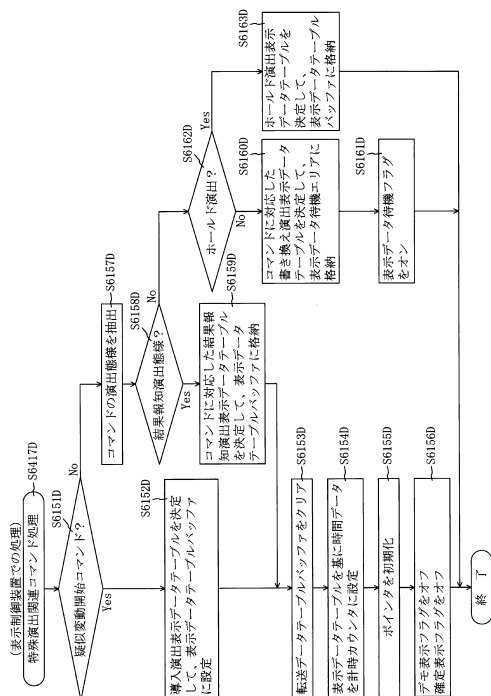 (表示制御装置での処理)
特殊演出関連コマンド処理
S6417D
S6151D
疑似変動開始コマンド？
Yes
No
S6152D
導入演出表示データテーブルを決定
して、表示データテーブルバッファ
に設定
S6157D
コマンドの演出態様を抽出
S6158D
結果報知演出態様？
Yes
No
S6159D
コマンドに対応した結果報
知演出表示データテーブル
を決定して、表示データ
テーブルバッファに格納
S6162D
ホールド演出？
Yes
No
S6160D
コマンドに対応した
書き換え演出表示データ
テーブルを決定して、
表示データ待機エリアに
格納
S6161D
表示データ待機フラグ
をオン
S6163D
ホールド演出表示
データテーブルを
決定して、
表示データテーブル
バッファに格納
S6153D
転送データテーブルバッファをクリア
S6154D
表示データテーブルを基に時間データ
を計時カウンタに設定
S6155D
ポインタを初期化
S6156D
デモ表示フラグをオフ
確定表示フラグをオフ
終 了